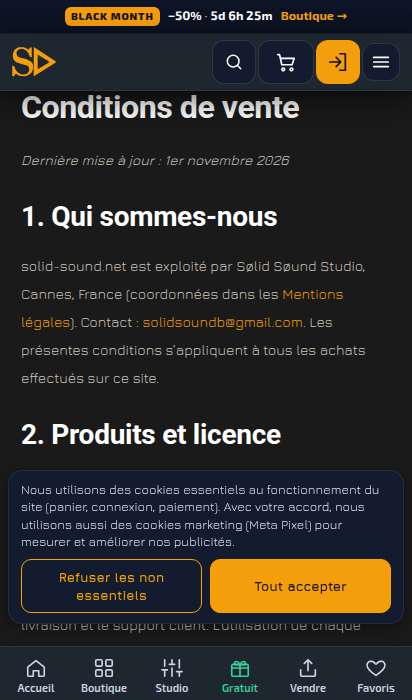 BLACK MONTH −50% · 5d 6h 25m Boutique →
SD
Conditions de vente
Dernière mise à jour : 1er novembre 2026
1. Qui sommes-nous
solid-sound.net est exploité par Sølid Søund Studio,
Cannes, France (coordonnées dans les Mentions
légales). Contact : solidsoundb@gmail.com. Les
présentes conditions s'appliquent à tous les achats
effectués sur ce site.
2. Produits et licence
Nous utilisons des cookies essentiels au fonctionnement du
site (panier, connexion, paiement). Avec votre accord, nous
utilisons aussi des cookies marketing (Meta Pixel) pour
mesurer et améliorer nos publicités.
Refuser les non
essentiels
Tout accepter
livraison et le support client. L'utilisation de chaque
Accueil Boutique Studio Gratuit Vendre Favoris